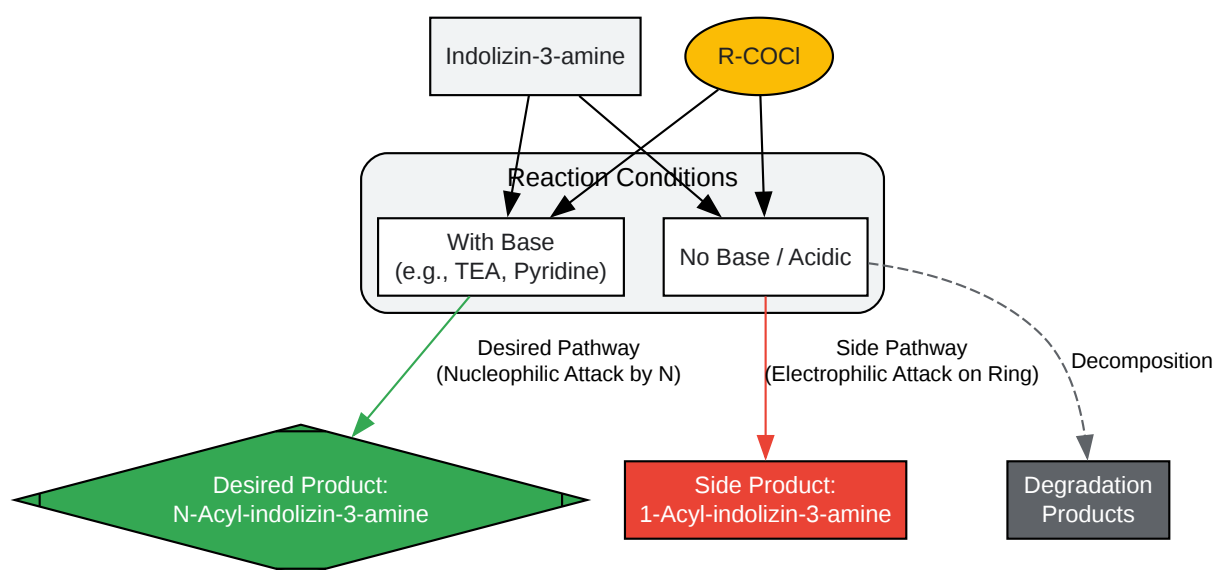 Indolizin-3-amine
R-COCl
Reaction Conditions
With Base
(e.g., TEA, Pyridine)
No Base / Acidic
Desired Pathway
(Nucleophilic Attack by N)
Side Pathway
(Electrophilic Attack on Ring)
Decomposition
Desired Product:
N-Acyl-indolizin-3-amine
Side Product:
1-Acyl-indolizin-3-amine
Degradation
Products